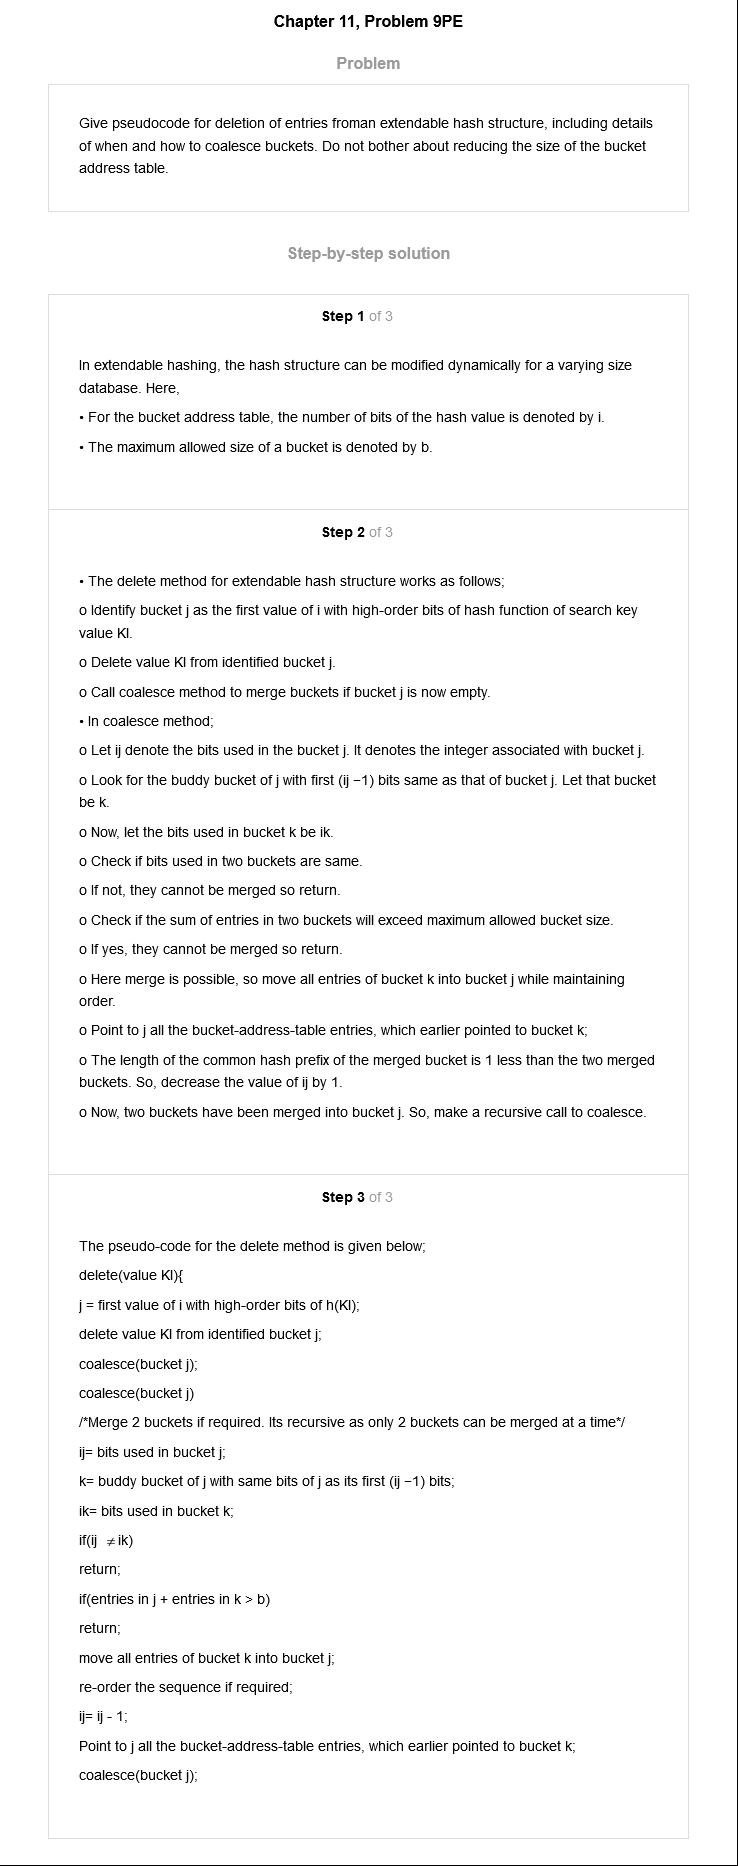 Chapter 11, Problem 9PE
Problem
Give pseudocode for deletion of entries froman extendable hash structure, including details
of when and how to coalesce buckets. Do not bother about reducing the size of the bucket
address table.
Step-by-step solution
Step 1 of 3
In extendable hashing, the hash structure can be modified dynamically for a varying size
database. Here,
• For the bucket address table, the number of bits of the hash value is denoted by i.
• The maximum allowed size of a bucket is denoted by b.
Step 2 of 3
• The delete method for extendable hash structure works as follows;
o Identify bucket j as the first value of i with high-order bits of hash function of search key
value Kl.
o Delete value Kl from identified bucket j.
o Call coalesce method to merge buckets if bucket j is now empty.
• In coalesce method;
o Let ij denote the bits used in the bucket j. It denotes the integer associated with bucket j.
o Look for the buddy bucket of j with first (ij −1) bits same as that of bucket j. Let that bucket
be k.
o Now, let the bits used in bucket k be ik.
o Check if bits used in two buckets are same.
o If not, they cannot be merged so return.
o Check if the sum of entries in two buckets will exceed maximum allowed bucket size.
o If yes, they cannot be merged so return.
o Here merge is possible, so move all entries of bucket k into bucket j while maintaining
order.
o Point to j all the bucket-address-table entries, which earlier pointed to bucket k;
o The length of the common hash prefix of the merged bucket is 1 less than the two merged
buckets. So, decrease the value of ij by 1.
o Now, two buckets have been merged into bucket j. So, make a recursive call to coalesce.
Step 3 of 3
The pseudo-code for the delete method is given below;
delete(value Kl){
j = first value of i with high-order bits of h(Kl);
delete value Kl from identified bucket j;
coalesce(bucket j);
coalesce(bucket j)
/*Merge 2 buckets if required. Its recursive as only 2 buckets can be merged at a time*/
ij= bits used in bucket j;
k= buddy bucket of j with same bits of j as its first (ij −1) bits;
ik= bits used in bucket k;
if(ij ≠ ik)
return;
if(entries in j + entries in k > b)
return;
move all entries of bucket k into bucket j;
re-order the sequence if required;
ij= ij - 1;
Point to j all the bucket-address-table entries, which earlier pointed to bucket k;
coalesce(bucket j);